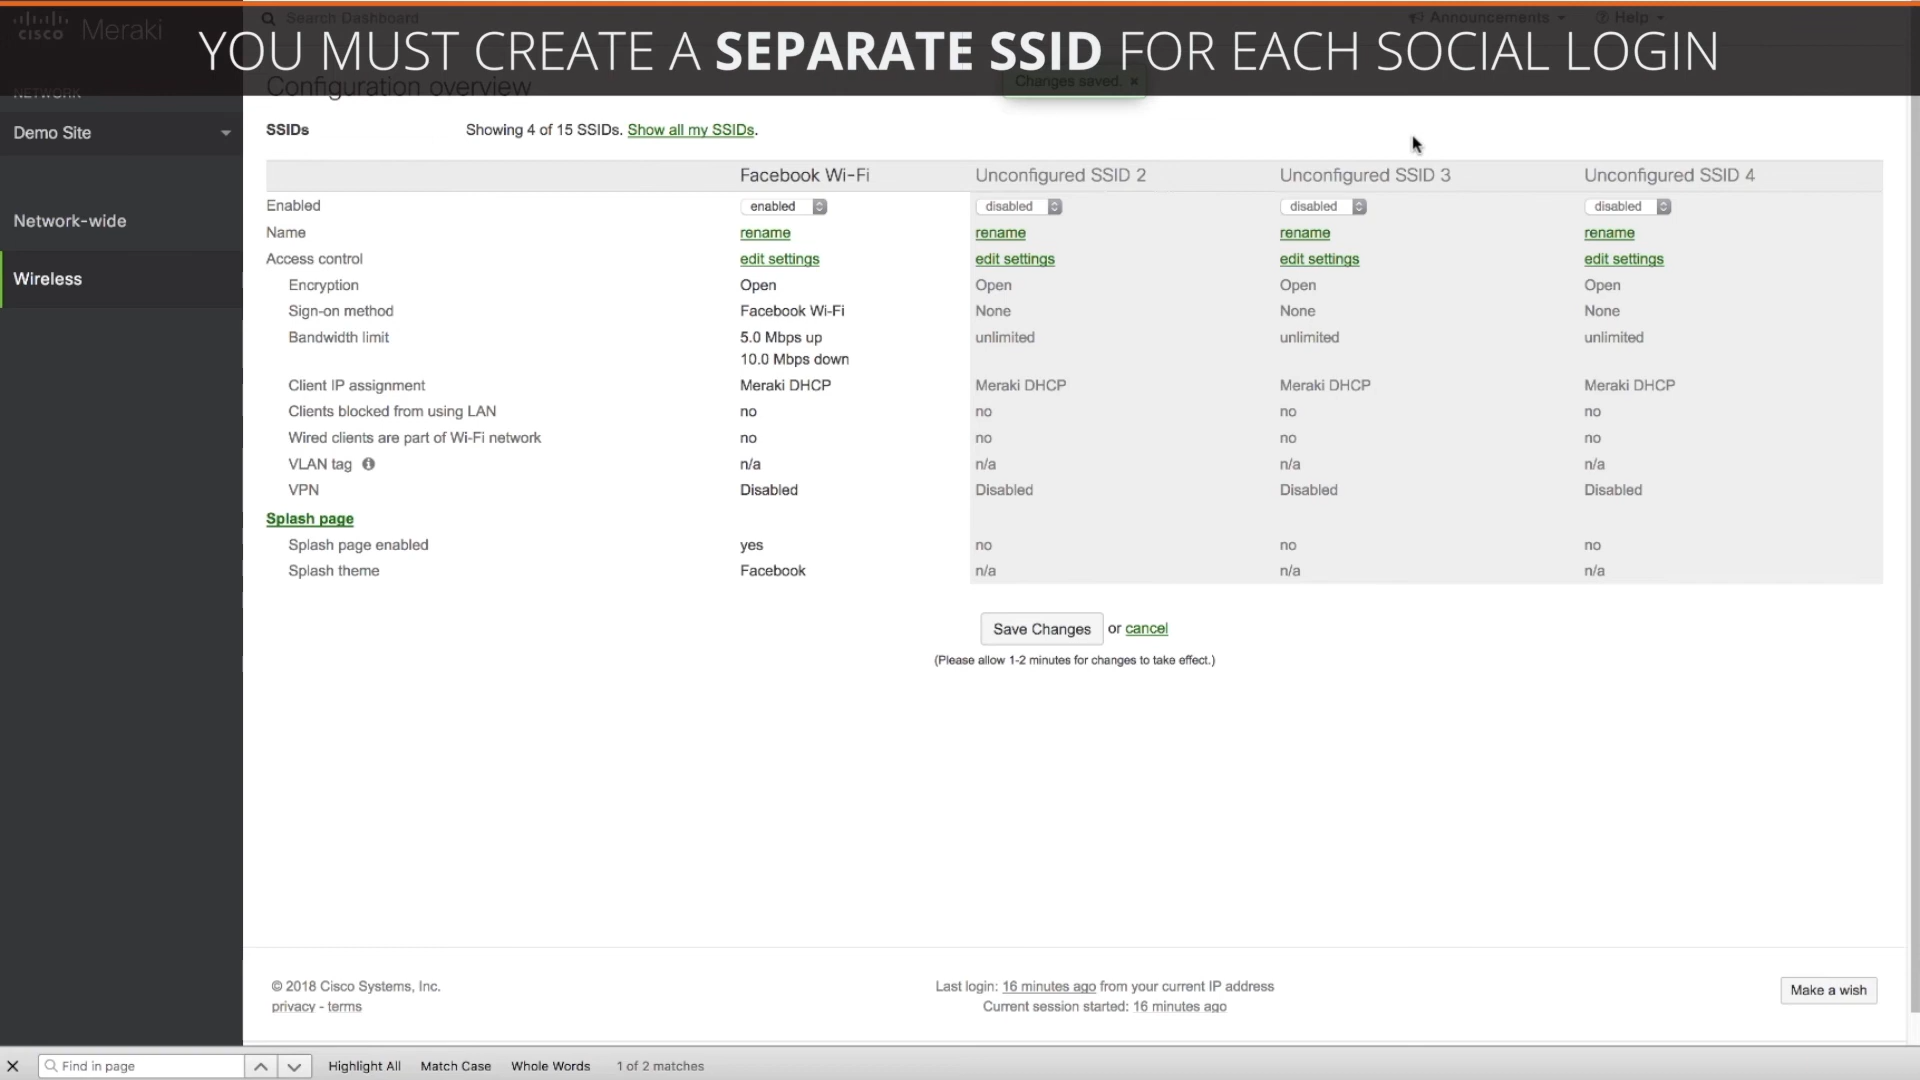 YOU MUST CREATE A SEPARATE SSID FOR EACH SOCIAL LOGIN
cisco Meraki
Search Dashboard
Announcements
Help
NETWORK
Configuration overview
Changes saved. ×
Demo Site
Network-wide
Wireless
SSIDs Showing 4 of 15 SSIDs. Show all my SSIDs.
Facebook Wi-Fi Unconfigured SSID 2 Unconfigured SSID 3 Unconfigured SSID 4
Enabled enabled disabled disabled disabled
Name rename rename rename rename
Access control edit settings edit settings edit settings edit settings
Encryption Open Open Open Open
Sign-on method Facebook Wi-Fi None None None
Bandwidth limit 5.0 Mbps up unlimited unlimited unlimited
10.0 Mbps down
Client IP assignment Meraki DHCP Meraki DHCP Meraki DHCP Meraki DHCP
Clients blocked from using LAN no no no no
Wired clients are part of Wi-Fi network no no no no
VLAN tag n/a n/a n/a n/a
VPN Disabled Disabled Disabled Disabled
Splash page
Splash page enabled yes no no no
Splash theme Facebook n/a n/a n/a
Save Changes or cancel
(Please allow 1-2 minutes for changes to take effect.)
© 2018 Cisco Systems, Inc.
privacy - terms
Last login: 16 minutes ago from your current IP address
Current session started: 16 minutes ago
Make a wish
Find in page Highlight All Match Case Whole Words 1 of 2 matches